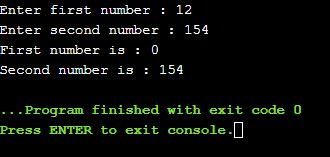 Enter first number : 12
Enter second number : 154
First number is : 0
Second number is : 154
...Program finished with exit code 0
Press ENTER to exit console.